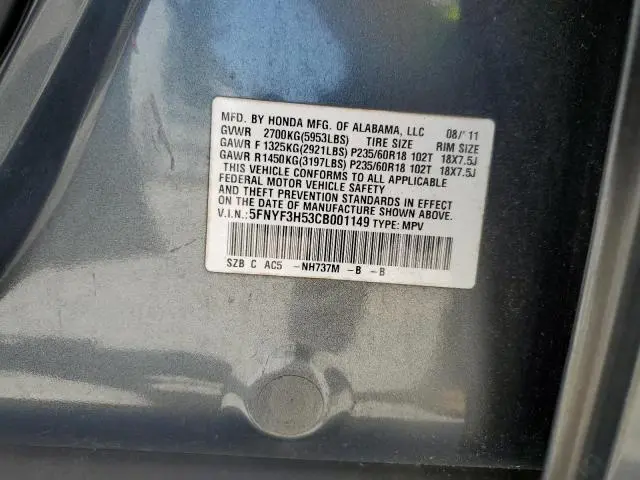 MFD. BY HONDA MFG. OF ALABAMA, LLC 08/'11
GVWR 2700KG(5953LBS) TIRE SIZE RIM SIZE
GAWR F 1325KG(2921LBS) P235/60R18 102T 18X7.5J
GAWR R1450KG(3197LBS) P235/60R18 102T 18X7.5J
THIS VEHICLE CONFORMS TO ALL APPLICABLE
FEDERAL MOTOR VEHICLE SAFETY
AND THEFT PREVENTION STANDARDS IN EFFECT
ON THE DATE OF MANUFACTURE SHOWN ABOVE.
V.I.N.: 5FNYF3H53CB001149 TYPE: MPV
SZB C AC5 -NH737M -B -B